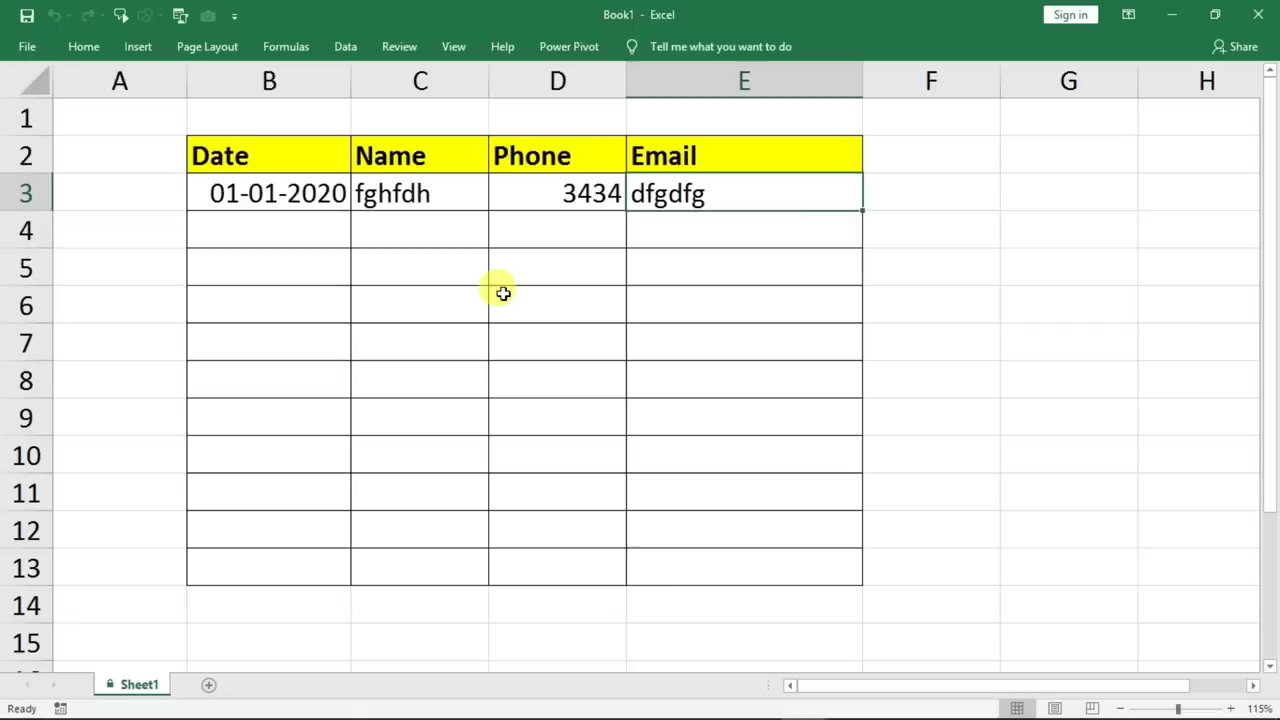 Book1 - Excel
Sign in
File Home Insert Page Layout Formulas Data Review View Help Power Pivot Tell me what you want to do Share
A B C D E F G H
1
2 Date Name Phone Email
3 01-01-2020 fghfdh 3434 dfgdfg
4
5
6
7
8
9
10
11
12
13
14
15
Sheet1
Ready 115%